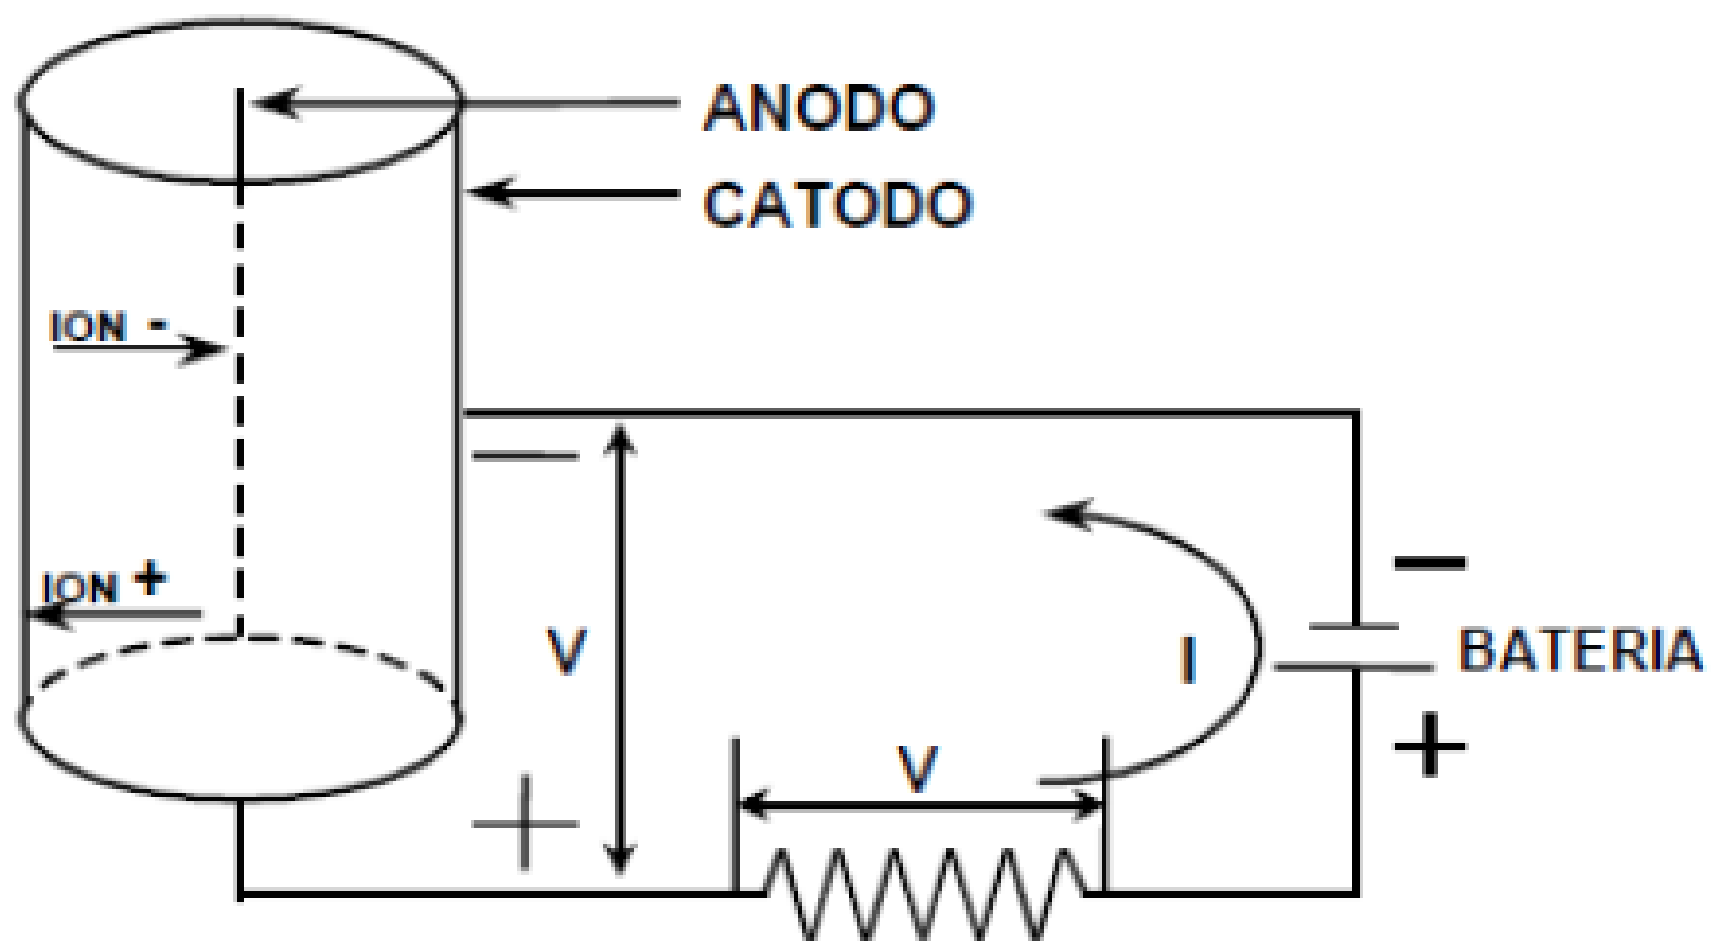 ANODO
CATODO
ION -
ION +
V
I
BATERIA
V